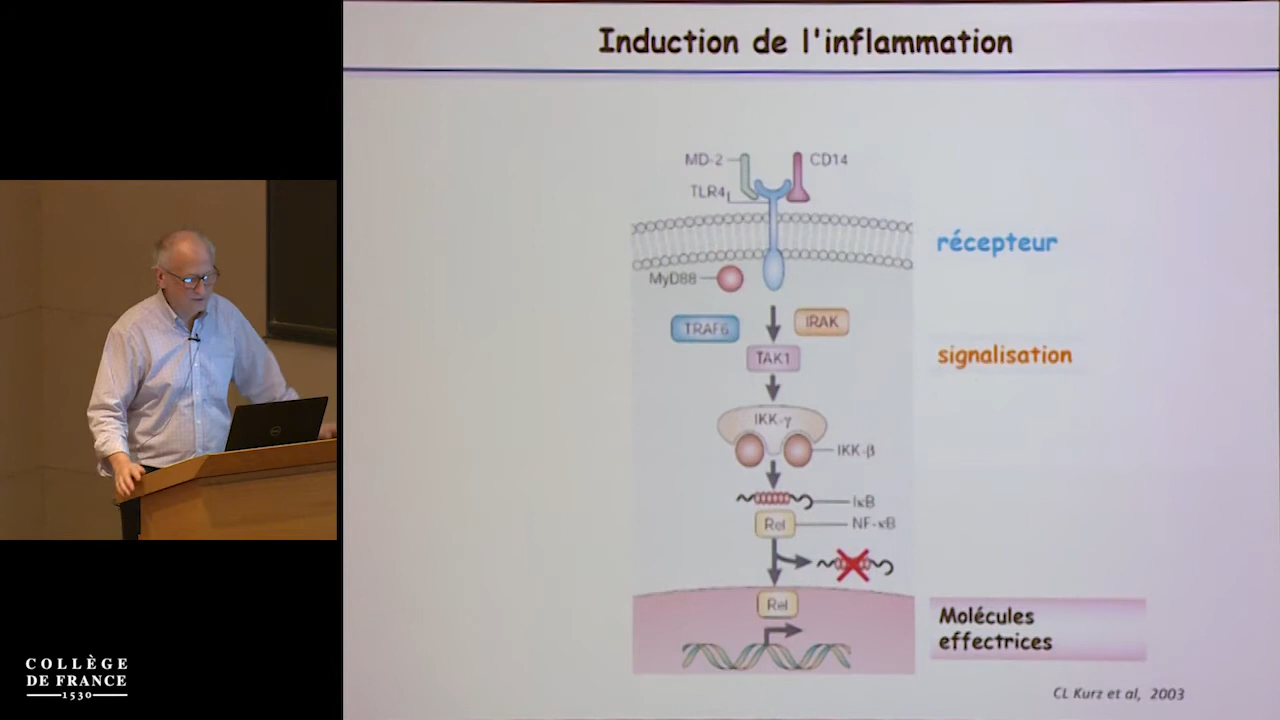 Induction de l'inflammation
MD-2
CD14
TLR4
récepteur
MyD88
TRAF6
IRAK
signalisation
TAK1
IKK-γ
IKK-β
IκB
Rel
NF-κB
Rel
Molécules
effectrices
CL Kurz et al, 2003
COLLÈGE
DE FRANCE
1530
DELL